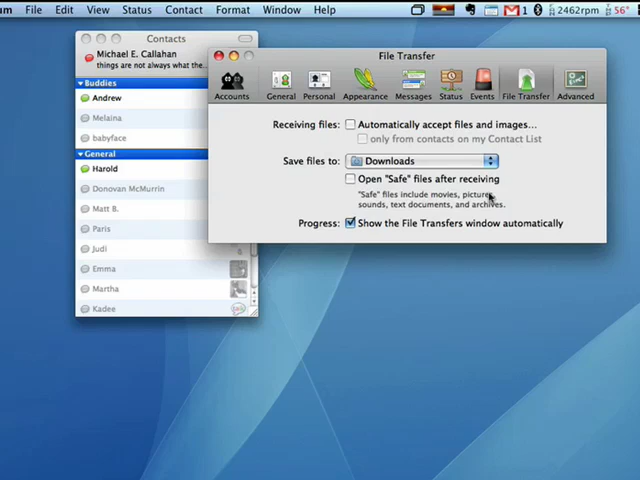 um File Edit View Status Contact Format Window Help 1 2462rpm 56°
Contacts
Michael E. Callahan
things are not always what the...
Buddies
Andrew
Melaina
babyface
General
Harold
Donovan McMurrin
Matt B.
Paris
Judi
Emma
Martha
Kadee
talk
File Transfer
Accounts General Personal Appearance Messages Status Events File Transfer Advanced
Receiving files: Automatically accept files and images...
only from contacts on my Contact List
Save files to: Downloads
Open "Safe" files after receiving
"Safe" files include movies, pictures,
sounds, text documents, and archives.
Progress: Show the File Transfers window automatically